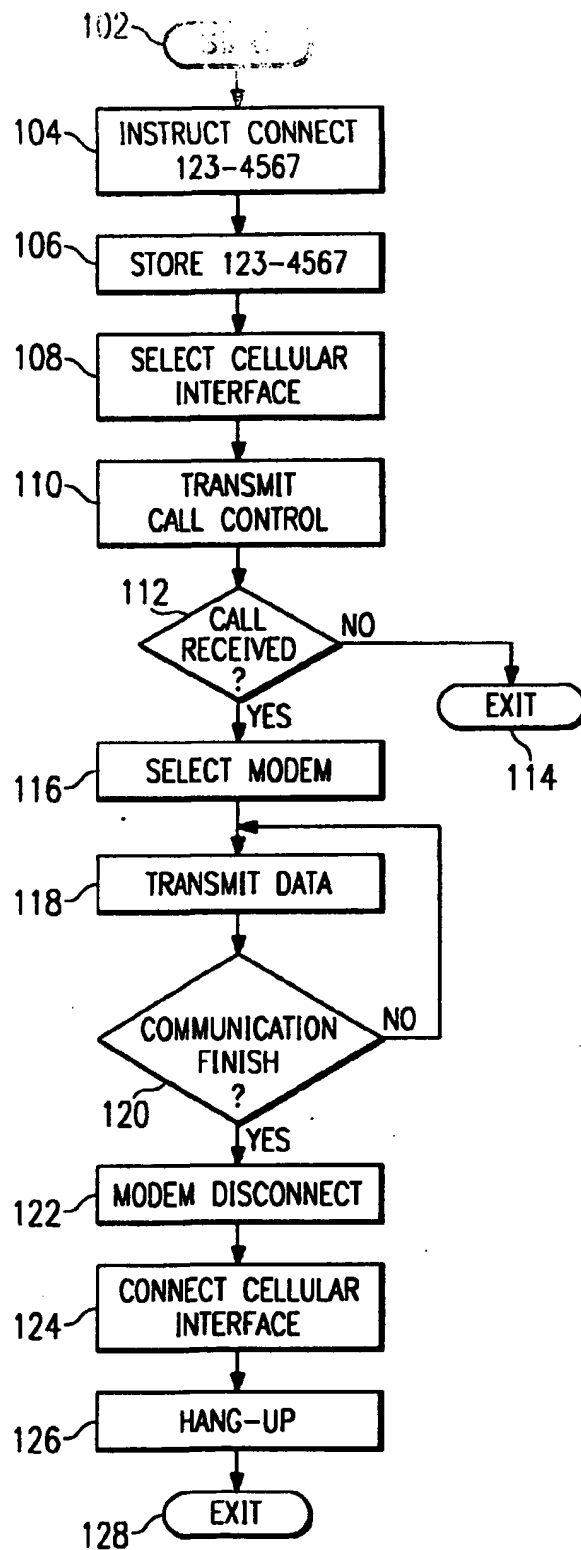 102
104
INSTRUCT CONNECT
123-4567
106
STORE 123-4567
108
SELECT CELLULAR
INTERFACE
110
TRANSMIT
CALL CONTROL
112
CALL
RECEIVED
?
NO
YES
EXIT
114
116
SELECT MODEM
118
TRANSMIT DATA
COMMUNICATION
FINISH
?
NO
120
YES
122
MODEM DISCONNECT
124
CONNECT CELLULAR
INTERFACE
126
HANG-UP
128
EXIT